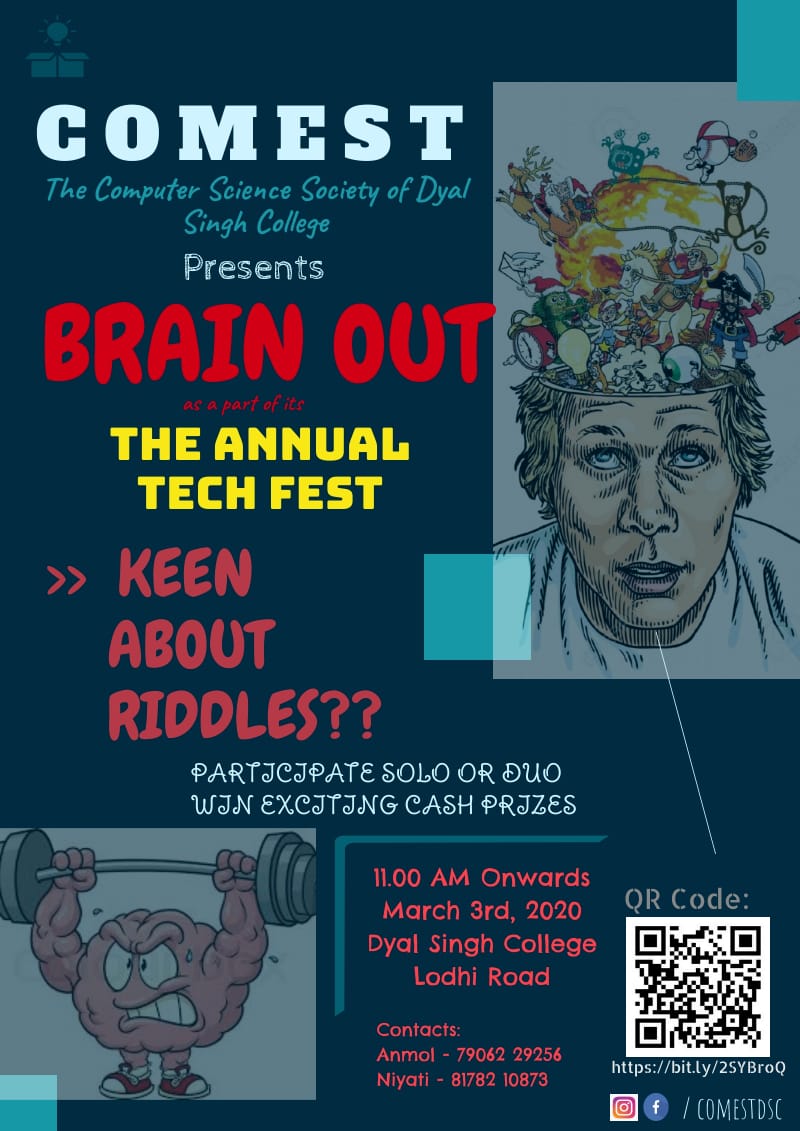 COMEST
The Computer Science Society of Dyal
Singh College
Presents
BRAIN OUT
as a part of its
THE ANNUAL
TECH FEST
>> KEEN
ABOUT
RIDDLES??
PARTICIPATE SOLO OR DUO
WIN EXCITING CASH PRIZES
11.00 AM Onwards
March 3rd, 2020
Dyal Singh College
Lodhi Road
Contacts:
Anmol - 79062 29256
Niyati - 81782 10873
QR Code:
https://bit.ly/2SYBroQ
/ COMESTDSC